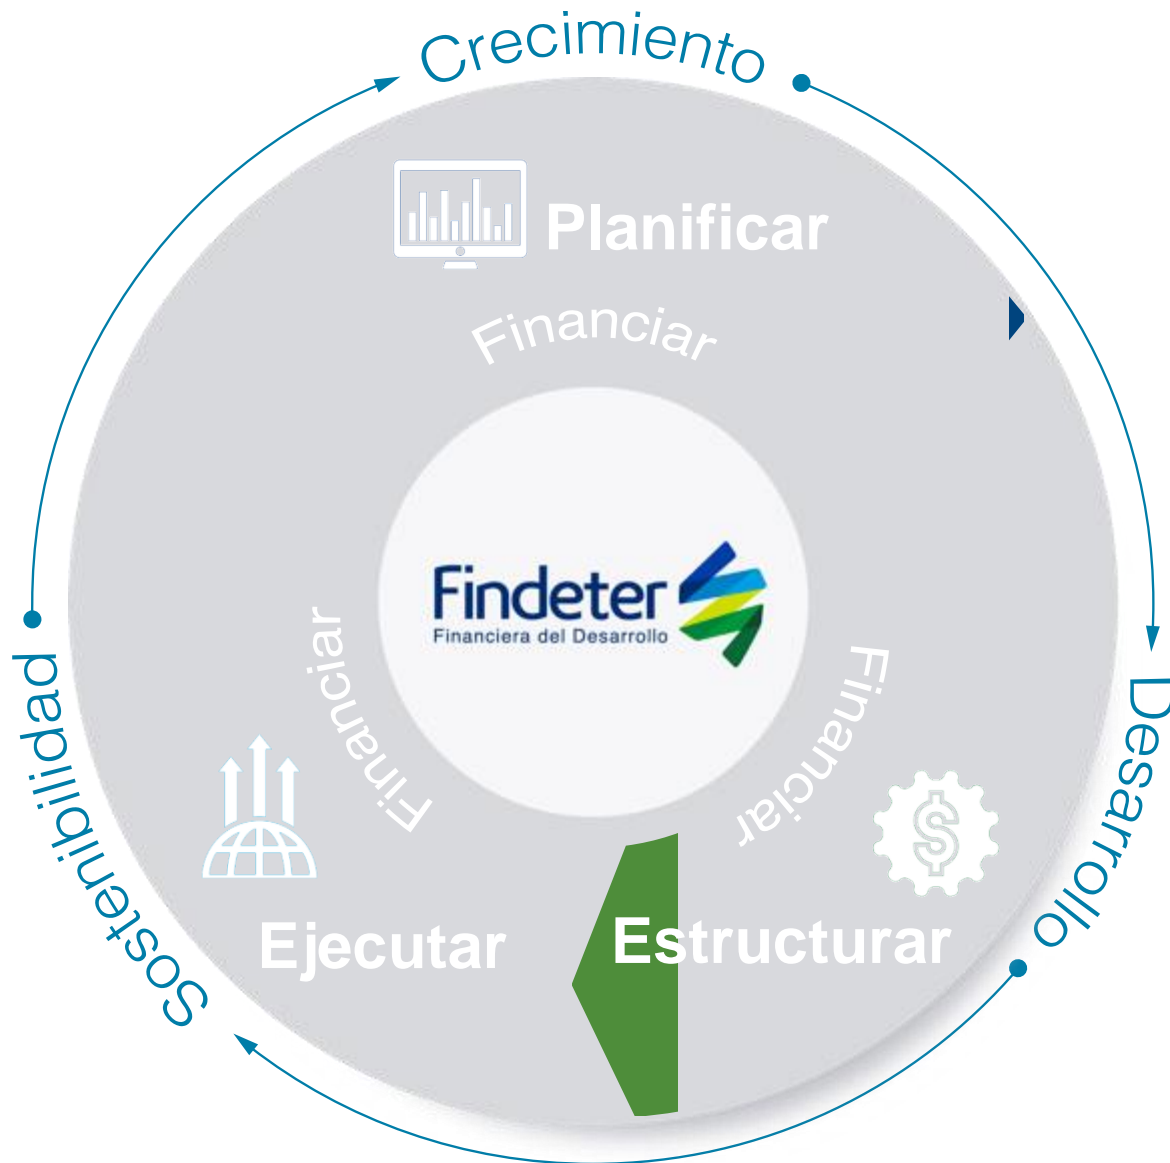 Crecimiento
Planificar
Financiar
Findeter
Financiera del Desarrollo
Financiar
Financiar
$
Ejecutar
Estructurar
Sostenibilidad
Desarrollo